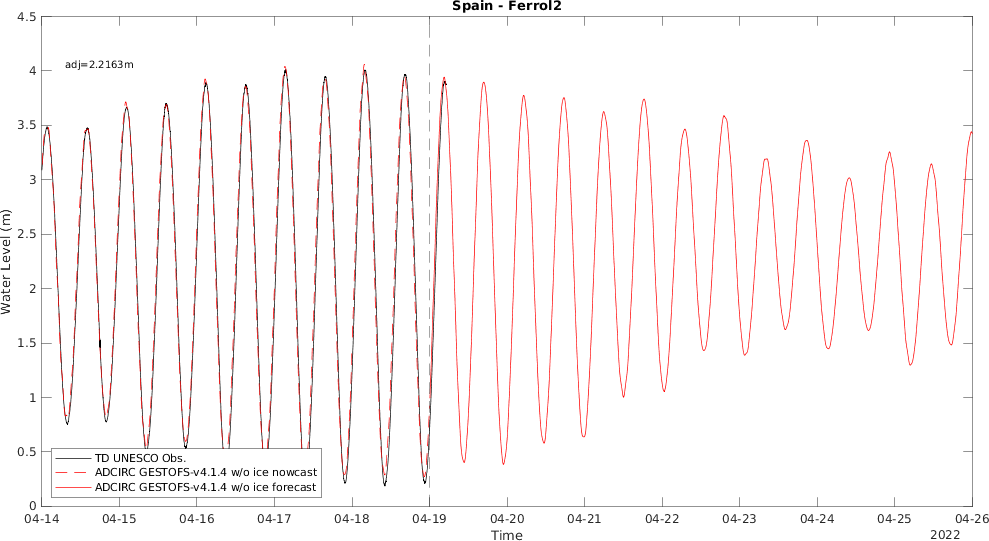 Spain - Ferrol2
4.5
adj=2.2163m
4
3.5
3
2.5
2
1.5
1
0.5
0
Water Level (m)
TD UNESCO Obs.
ADCIRC GESTOFS-v4.1.4 w/o ice nowcast
ADCIRC GESTOFS-v4.1.4 w/o ice forecast
04-14 04-15 04-16 04-17 04-18 04-19 04-20 04-21 04-22 04-23 04-24 04-25 04-26
Time
2022